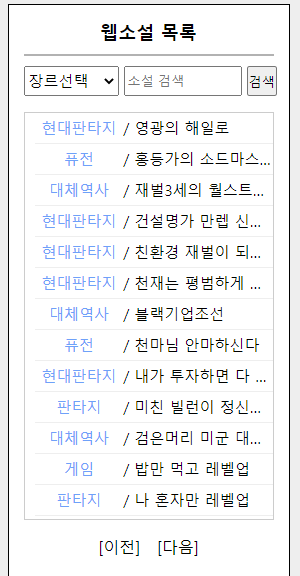 웹소설 목록
장르선택 소설 검색 검색
현대판타지 / 영광의 해일로
퓨전 / 홍등가의 소드마스...
대체역사 / 재벌3세의 월스트...
현대판타지 / 건설명가 만렙 신...
현대판타지 / 친환경 재벌이 되...
현대판타지 / 천재는 평범하게 ...
대체역사 / 블랙기업조선
퓨전 / 천마님 안마하신다
현대판타지 / 내가 투자하면 다 ...
판타지 / 미친 빌런이 정신...
대체역사 / 검은머리 미군 대...
게임 / 밥만 먹고 레벨업
판타지 / 나 혼자만 레벨업
[이전] [다음]